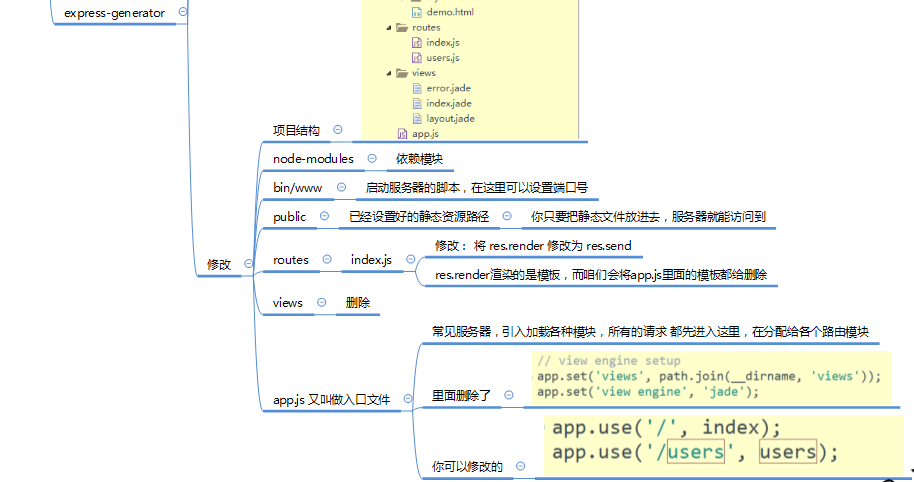 express-generator
demo.html
routes
index.js
users.js
views
error.jade
index.jade
layout.jade
app.js
修改
项目结构
node-modules
依赖模块
bin/www
启动服务器的脚本，在这里可以设置端口号
public
已经设置好的静态资源路径
你只要把静态文件放进去，服务器就能访问到
routes
index.js
修改： 将 res.render 修改为 res.send
res.render渲染的是模板，而咱们会将app.js里面的模板都给删除
views
删除
app.js 又叫做入口文件
常见服务器，引入加载各种模块，所有的请求 都先进入这里，在分配给各个路由模块
里面删除了
// view engine setup
app.set('views', path.join(__dirname, 'views'));
app.set('view engine', 'jade');
你可以修改的
app.use('/', index);
app.use('/users', users);